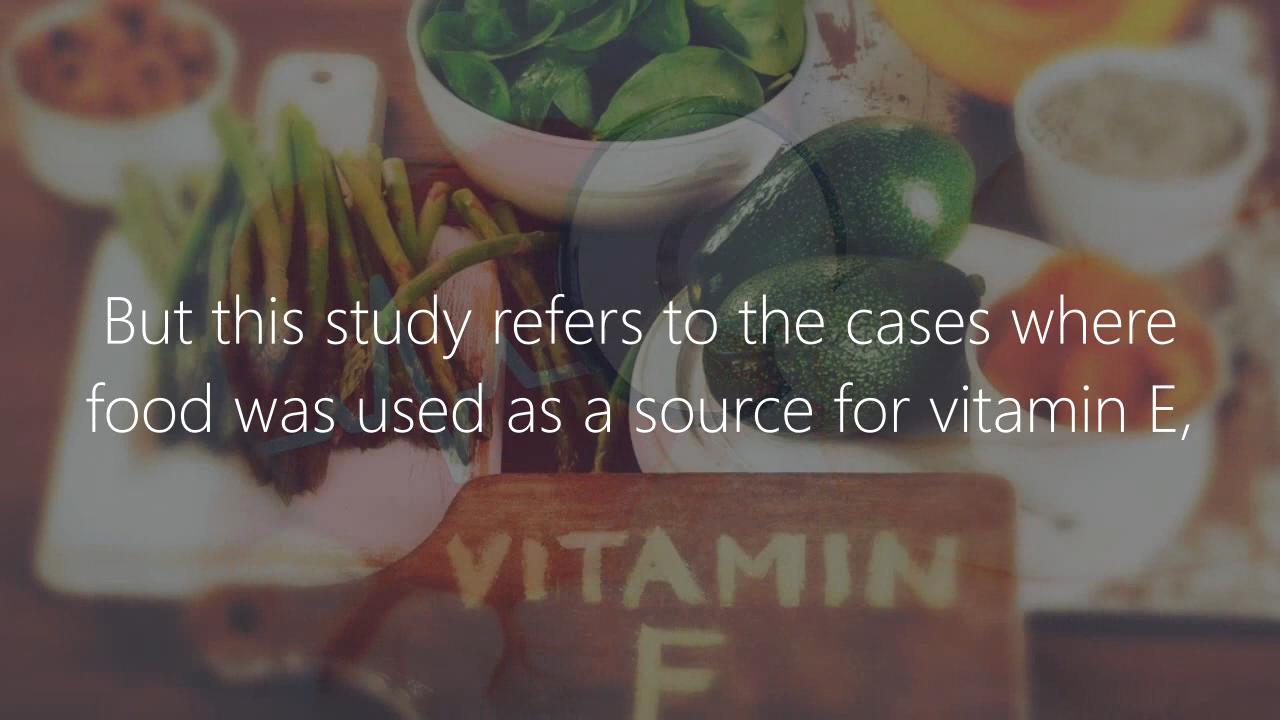 But this study refers to the cases where
food was used as a source for vitamin E,
VITAMIN
E